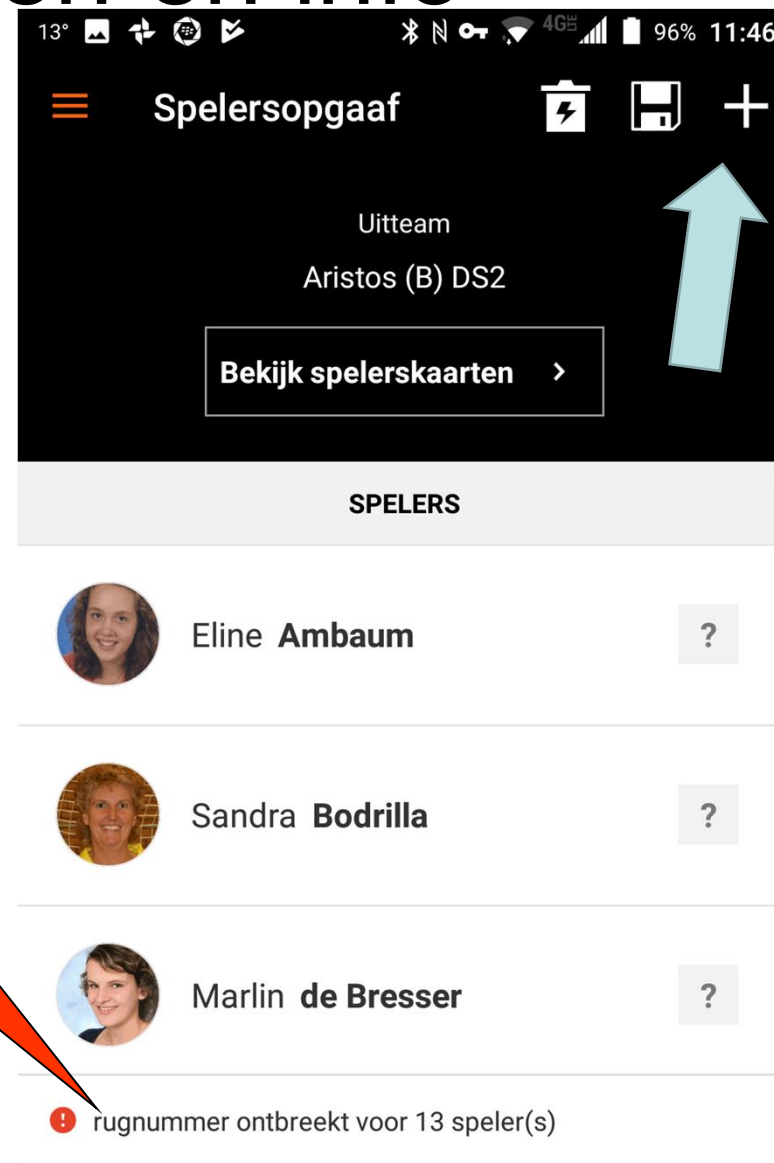 13° 4GE 96% 11:46
Spelersopgaaf
Uitteam
Aristos (B) DS2
Bekijk spelerskaarten >
SPELERS
Eline Ambaum ?
Sandra Bodrilla ?
Marlin de Bresser ?
! rugnummer ontbreekt voor 13 speler(s)